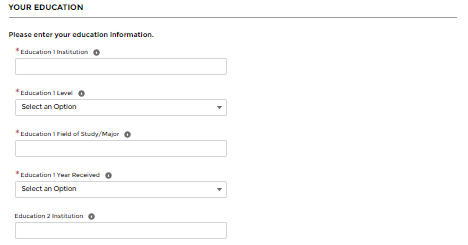 YOUR EDUCATION
Please enter your education information.
* Education 1 Institution
* Education 1 Level
Select an Option
* Education 1 Field of Study/Major
* Education 1 Year Received
Select an Option
Education 2 Institution